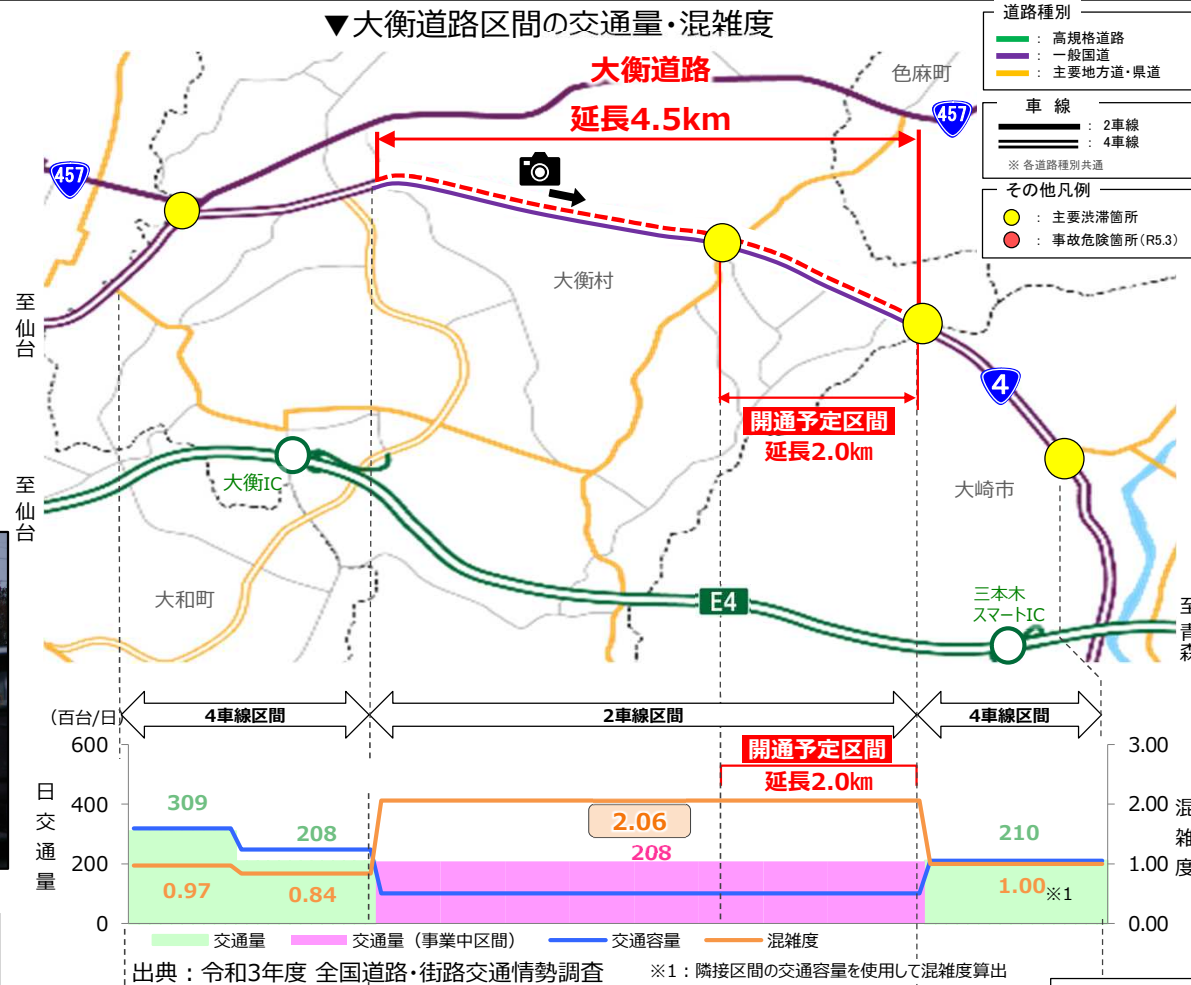 ▼大衡道路区間の交通量・混雑度
道路種別
： 高規格道路
： 一般国道
： 主要地方道・県道
車 線
： 2車線
： 4車線
※ 各道路種別共通
その他凡例
： 主要渋滞箇所
： 事故危険箇所(R5.3)
大衡道路
延長4.5km
色麻町
457
457
大衡村
至仙台
4
開通予定区間
延長2.0km
大崎市
至仙台
大衡IC
大和町
E4
三本木
スマートIC
至青森
(百台/日)
4車線区間
2車線区間
4車線区間
開通予定区間
延長2.0km
日交通量
600
400
200
0
3.00
2.00
1.00
0.00
混雑度
309
208
2.06
208
210
0.97
0.84
1.00
※1
交通量
交通量（事業中区間）
交通容量
混雑度
出典：令和3年度 全国道路・街路交通情勢調査
※1：隣接区間の交通容量を使用して混雑度算出